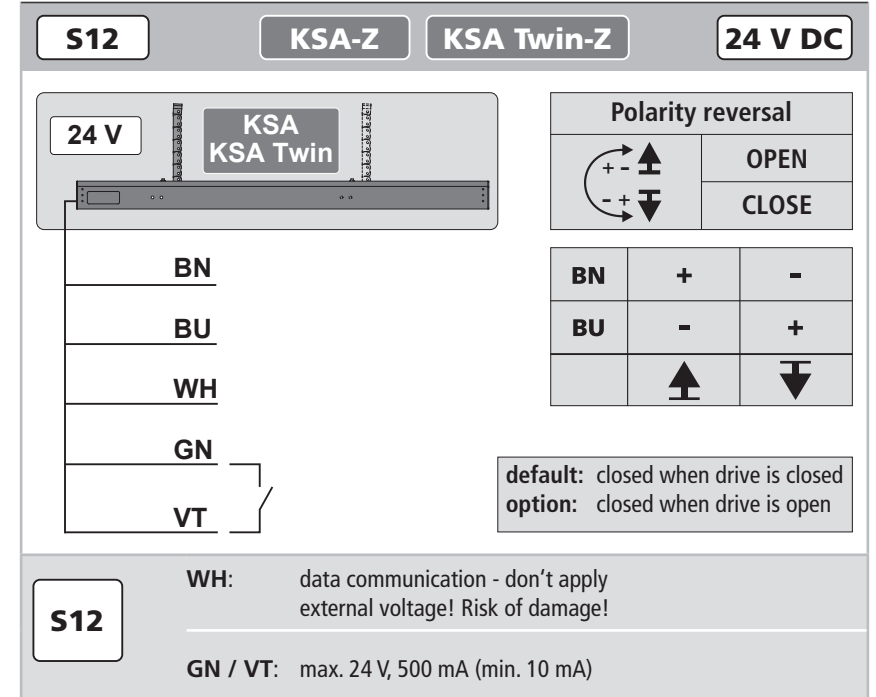 S12 KSA-Z KSA Twin-Z 24 V DC
24 V
KSA
KSA Twin
Polarity reversal
+ - OPEN
- + CLOSE
BN
BU
WH
GN
VT
BN + -
BU - +
default: closed when drive is closed
option: closed when drive is open
S12
WH: data communication - don't apply
external voltage! Risk of damage!
GN / VT: max. 24 V, 500 mA (min. 10 mA)